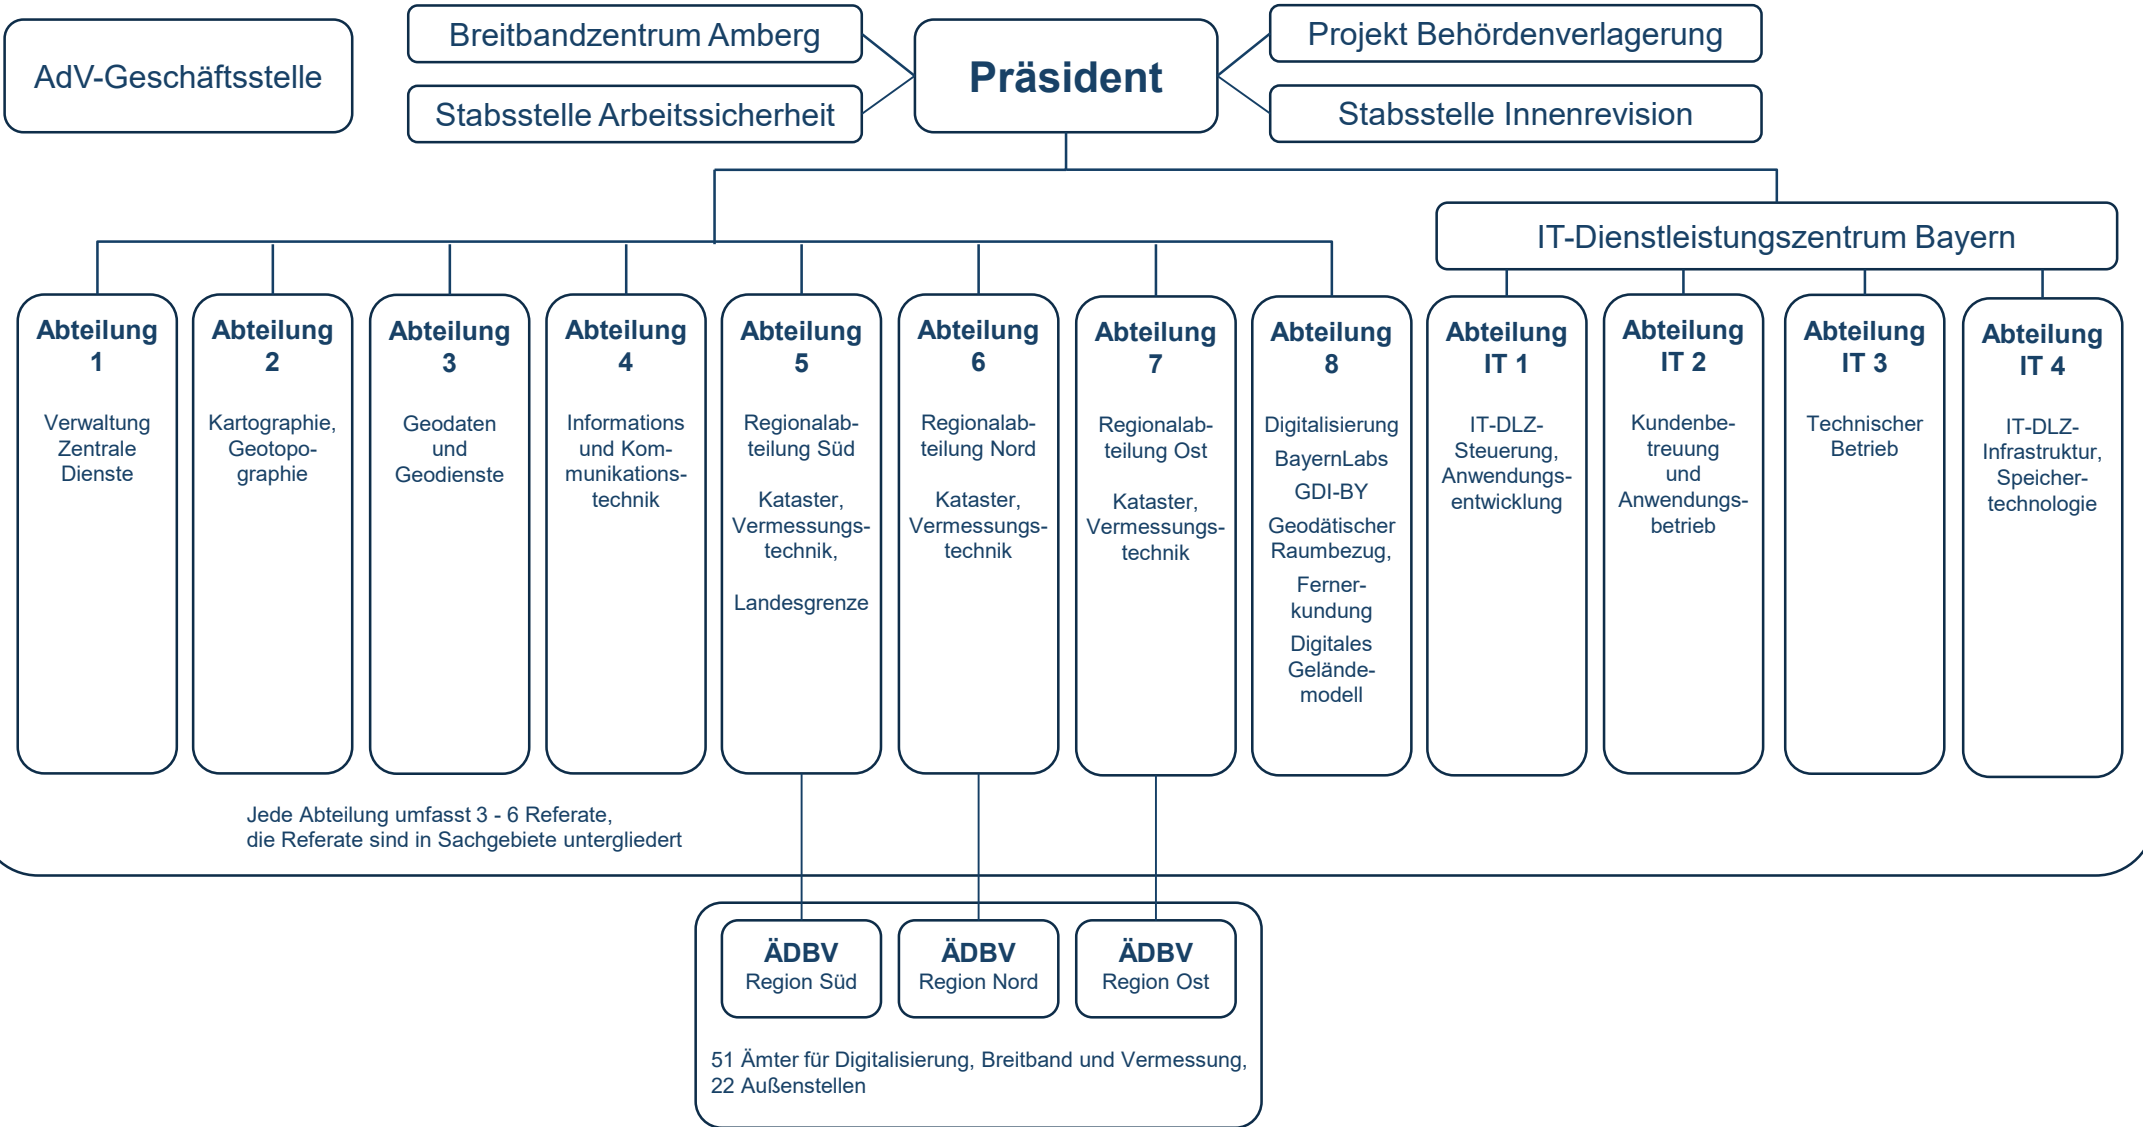 AdV-Geschäftsstelle
Breitbandzentrum Amberg
Stabsstelle Arbeitssicherheit
Präsident
Projekt Behördenverlagerung
Stabsstelle Innenrevision
IT-Dienstleistungszentrum Bayern
Abteilung
1
Verwaltung
Zentrale
Dienste
Abteilung
2
Kartographie,
Geotopo-
graphie
Abteilung
3
Geodaten
und
Geodienste
Abteilung
4
Informations
und Kom-
munikations-
technik
Abteilung
5
Regionalab-
teilung Süd
Kataster,
Vermessungs-
technik,
Landesgrenze
Abteilung
6
Regionalab-
teilung Nord
Kataster,
Vermessungs-
technik
Abteilung
7
Regionalab-
teilung Ost
Kataster,
Vermessungs-
technik
Abteilung
8
Digitalisierung
BayernLabs
GDI-BY
Geodätischer
Raumbezug,
Ferner-
kundung
Digitales
Gelände-
modell
Abteilung
IT 1
IT-DLZ-
Steuerung,
Anwendungs-
entwicklung
Abteilung
IT 2
Kundenbe-
treuung
und
Anwendungs-
betrieb
Abteilung
IT 3
Technischer
Betrieb
Abteilung
IT 4
IT-DLZ-
Infrastruktur,
Speicher-
technologie
Jede Abteilung umfasst 3 - 6 Referate,
die Referate sind in Sachgebiete untergliedert
ÄDBV
Region Süd
ÄDBV
Region Nord
ÄDBV
Region Ost
51 Ämter für Digitalisierung, Breitband und Vermessung,
22 Außenstellen